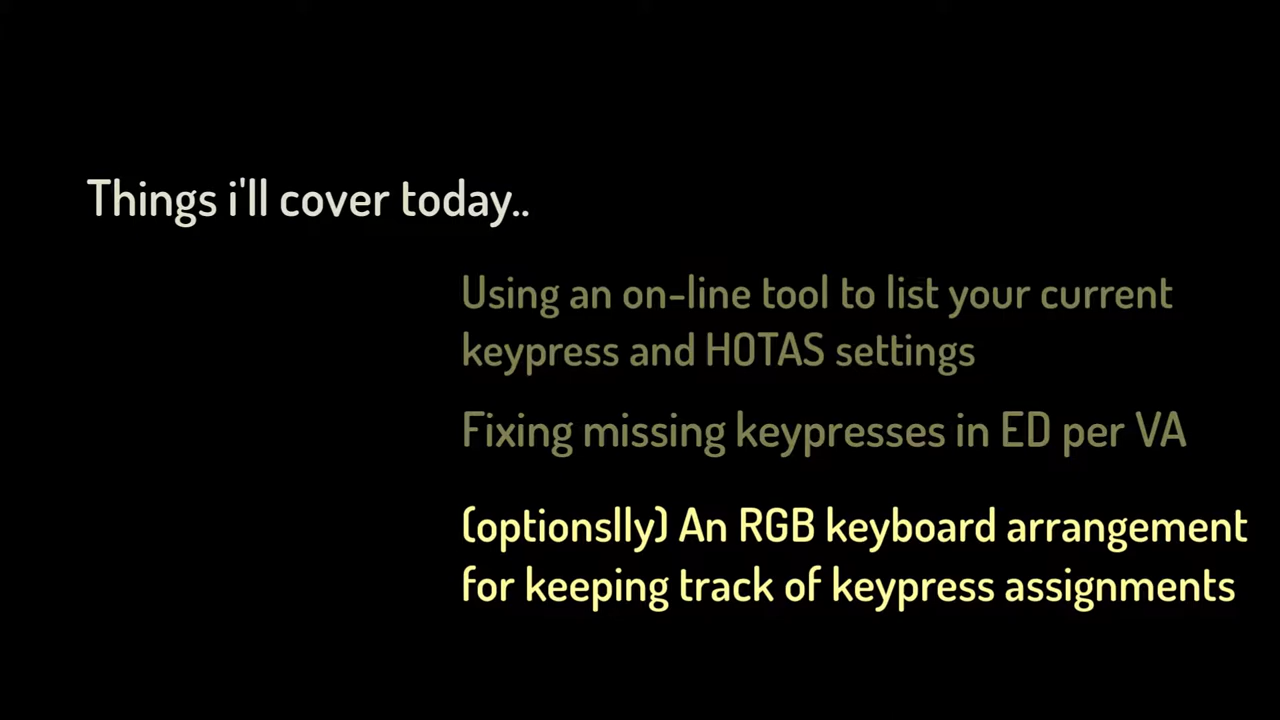 Things i'll cover today..
Using an on-line tool to list your current
keypress and HOTAS settings
Fixing missing keypresses in ED per VA
(optionslly) An RGB keyboard arrangement
for keeping track of keypress assignments